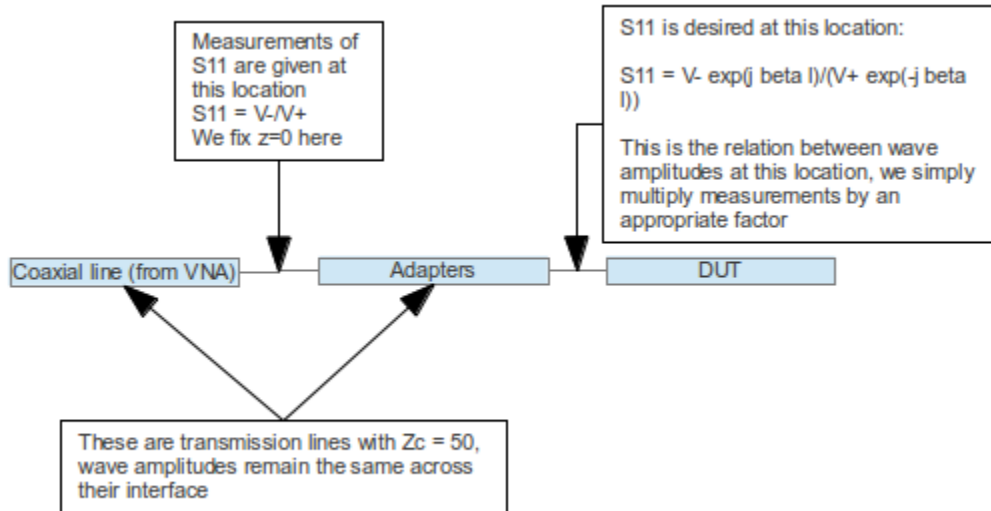 Measurements of
S11 are given at
this location
S11 = V-/V+
We fix z=0 here
S11 is desired at this location:
S11 = V- exp(j beta l)/(V+ exp(-j beta
l))
This is the relation between wave
amplitudes at this location, we simply
multiply measurements by an
appropriate factor
Coaxial line (from VNA)
Adapters
DUT
These are transmission lines with Zc = 50,
wave amplitudes remain the same across
their interface